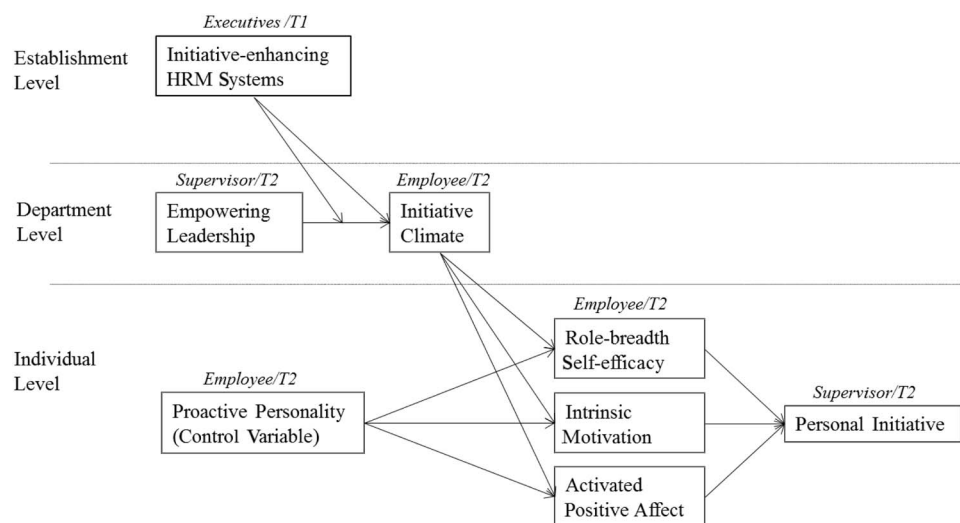 Executives /T1
Establishment
Level
Initiative-enhancing
HRM Systems
Supervisor/T2
Employee/T2
Department
Level
Empowering
Leadership
Initiative
Climate
Employee/T2
Role-breadth
Self-efficacy
Individual
Level
Employee/T2
Supervisor/T2
Proactive Personality
(Control Variable)
Intrinsic
Motivation
Personal Initiative
Activated
Positive Affect